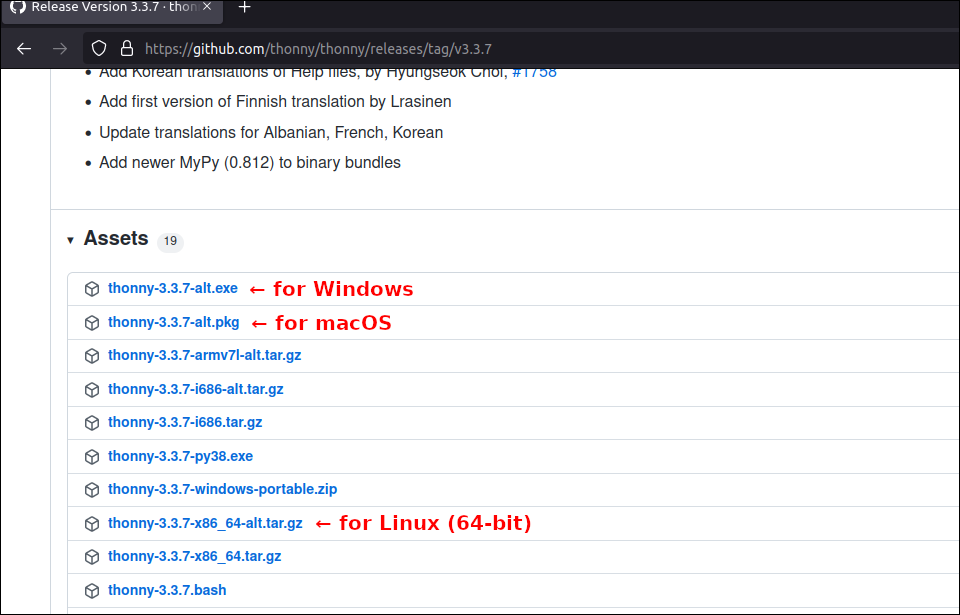 Release Version 3.3.7 · thonn
https://github.com/thonny/thonny/releases/tag/v3.3.7
Add Korean translations of Help files, by Hyungseok Choi, #1758
Add first version of Finnish translation by Lrasinen
Update translations for Albanian, French, Korean
Add newer MyPy (0.812) to binary bundles
Assets 19
thonny-3.3.7-alt.exe ← for Windows
thonny-3.3.7-alt.pkg ← for macOS
thonny-3.3.7-armv7l-alt.tar.gz
thonny-3.3.7-i686-alt.tar.gz
thonny-3.3.7-i686.tar.gz
thonny-3.3.7-py38.exe
thonny-3.3.7-windows-portable.zip
thonny-3.3.7-x86_64-alt.tar.gz ← for Linux (64-bit)
thonny-3.3.7-x86_64.tar.gz
thonny-3.3.7.bash